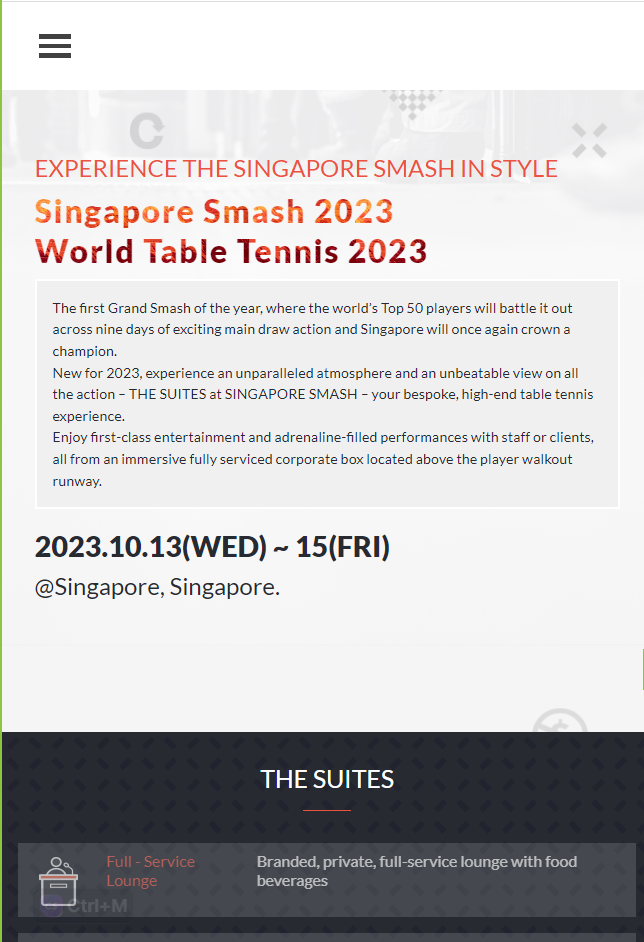 EXPERIENCE THE SINGAPORE SMASH IN STYLE
Singapore Smash 2023
World Table Tennis 2023
The first Grand Smash of the year, where the world's Top 50 players will battle it out
across nine days of exciting main draw action and Singapore will once again crown a
champion.
New for 2023, experience an unparalleled atmosphere and an unbeatable view on all
the action – THE SUITES at SINGAPORE SMASH – your bespoke, high-end table tennis
experience.
Enjoy first-class entertainment and adrenaline-filled performances with staff or clients,
all from an immersive fully serviced corporate box located above the player walkout
runway.
2023.10.13(WED) ~ 15(FRI)
@Singapore, Singapore.
THE SUITES
Full - Service
Lounge
Branded, private, full-service lounge with food
beverages
Ctrl+M